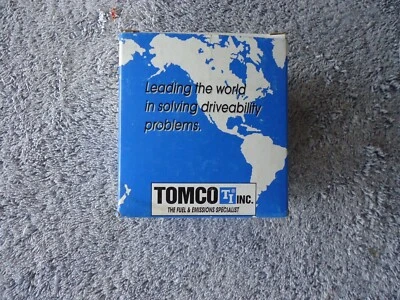 Leading the world
in solving driveability
problems.
TOMCO TI INC.
THE FUEL & EMISSIONS SPECIALIST